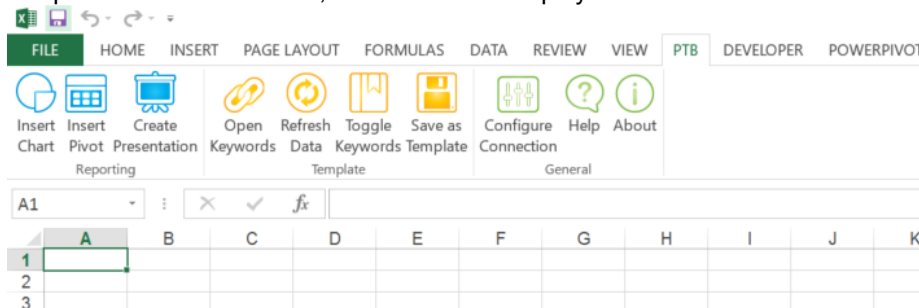 FILE HOME INSERT PAGE LAYOUT FORMULAS DATA REVIEW VIEW PTB DEVELOPER POWERPIVOT
Insert Insert Create Open Refresh Toggle Save as Configure Help About
Chart Pivot Presentation Keywords Data Keywords Template Connection
Reporting Template General
A1 fx
A B C D E F G H I J K
1
2
3